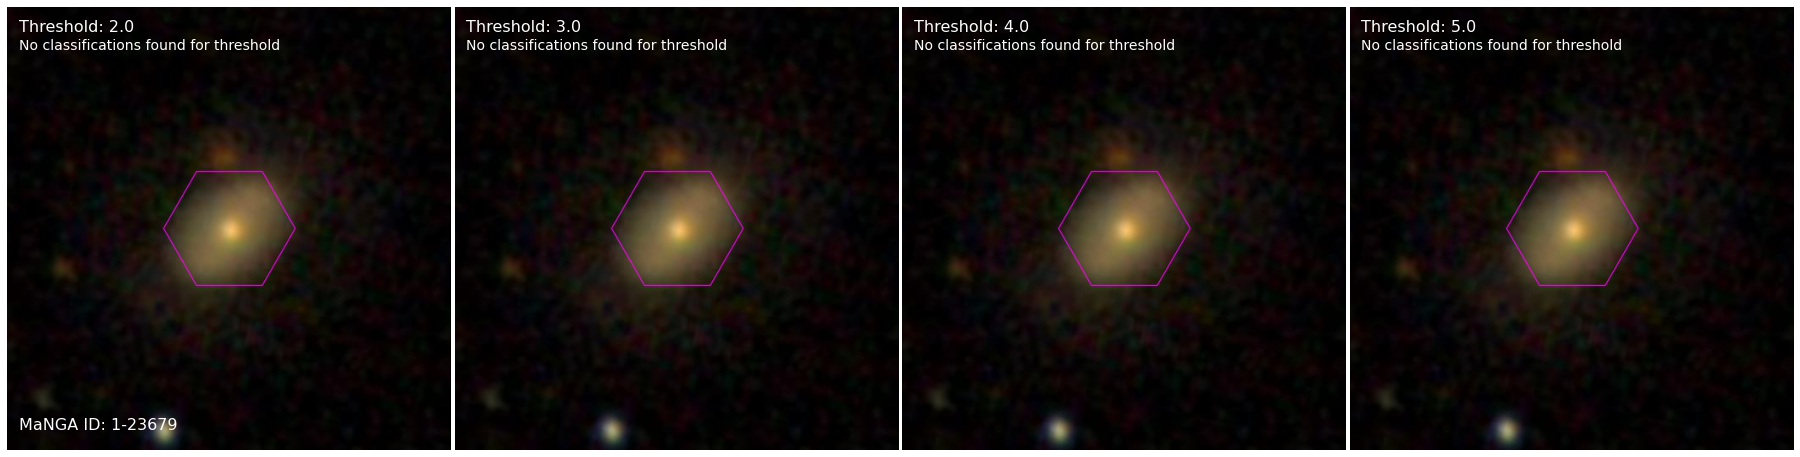 Threshold: 2.0
No classifications found for threshold
Threshold: 3.0
No classifications found for threshold
Threshold: 4.0
No classifications found for threshold
Threshold: 5.0
No classifications found for threshold
MaNGA ID: 1-23679